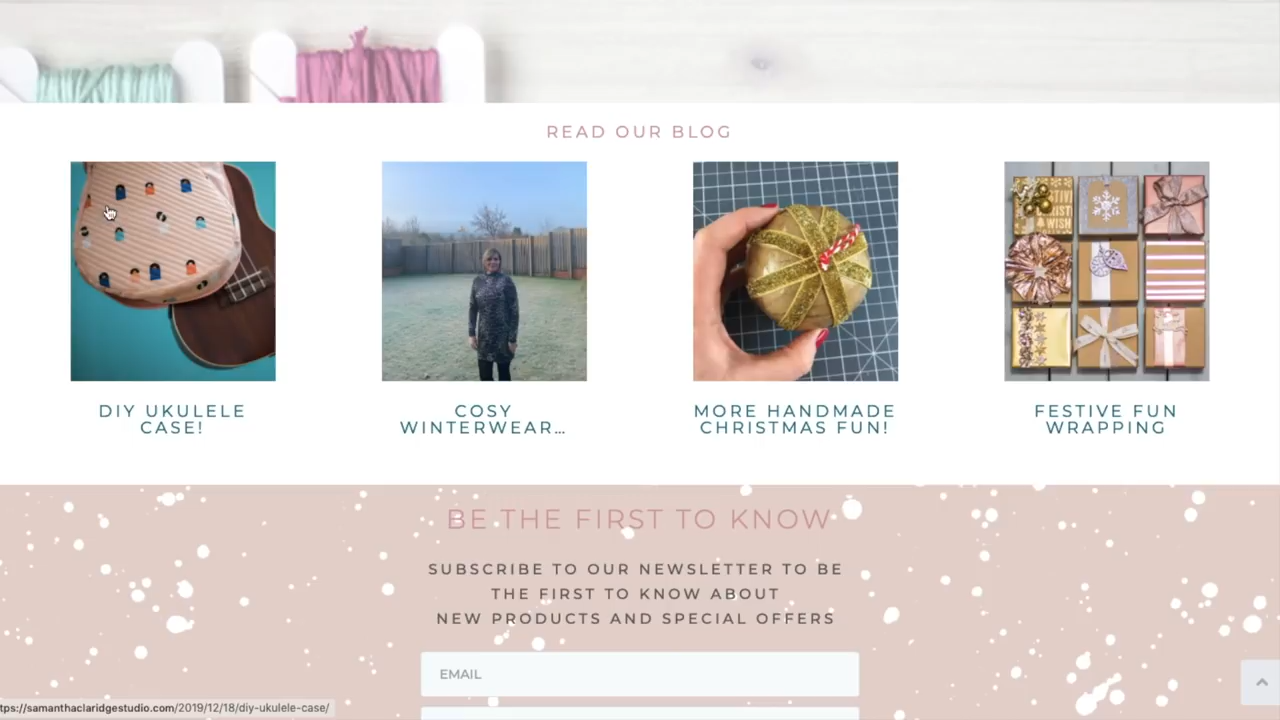 READ OUR BLOG
DIY UKULELE
CASE!
COSY
WINTERWEAR...
MORE HANDMADE
CHRISTMAS FUN!
FESTIVE FUN
WRAPPING
BE THE FIRST TO KNOW
SUBSCRIBE TO OUR NEWSLETTER TO BE
THE FIRST TO KNOW ABOUT
NEW PRODUCTS AND SPECIAL OFFERS
EMAIL
tps://samanthaclaridgestudio.com/2019/12/18/diy-ukulele-case/